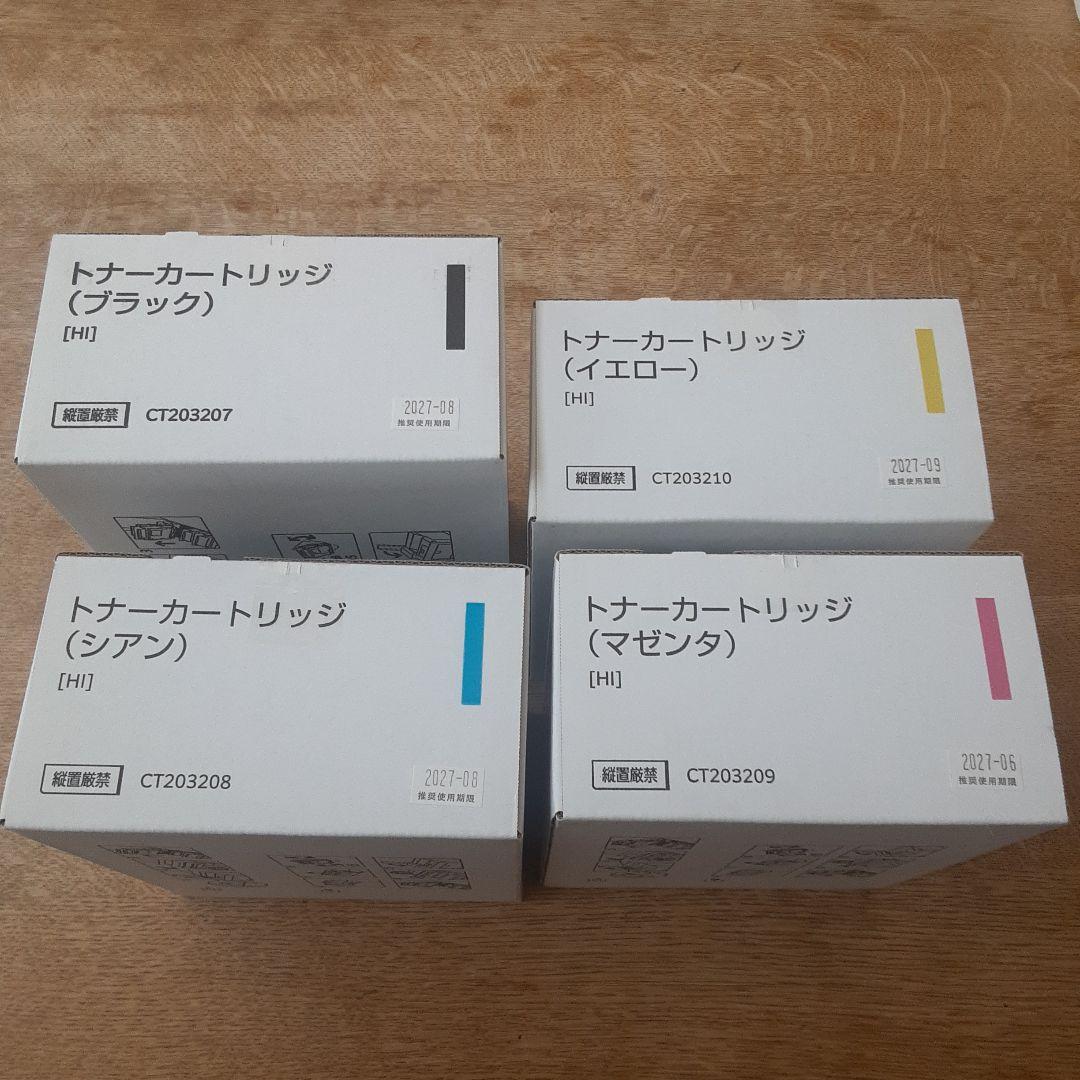 トナーカートリッジ
（ブラック）
[HI]
縦置厳禁 CT203207
2027-08
推奨使用期限
トナーカートリッジ
（イエロー）
[HI]
縦置厳禁 CT203210
2027-09
推奨使用期限
トナーカートリッジ
（シアン）
[HI]
縦置厳禁 CT203208
2027-08
推奨使用期限
トナーカートリッジ
（マゼンタ）
[HI]
縦置厳禁 CT203209
2027-06
推奨使用期限